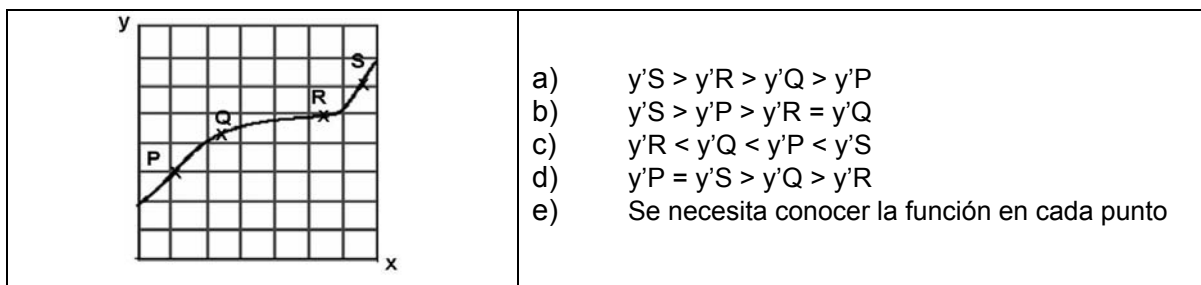 y
S
R
Q
P
x
a) y'S > y'R > y'Q > y'P
b) y'S > y'P > y'R = y'Q
c) y'R < y'Q < y'P < y'S
d) y'P = y'S > y'Q > y'R
e) Se necesita conocer la función en cada punto